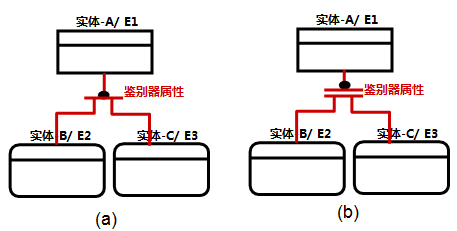 实体-A/ E1
实体-A/ E1
鉴别器属性
鉴别器属性
实体-B/ E2
实体-C/ E3
实体-B/ E2
实体-C/ E3
(a)
(b)